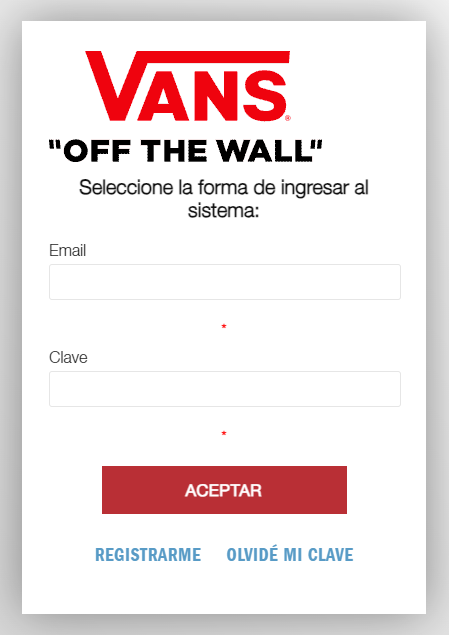 VANS®
"OFF THE WALL"
Seleccione la forma de ingresar al
sistema:
Email
*
Clave
*
ACEPTAR
REGISTRARME OLVIDÉ MI CLAVE